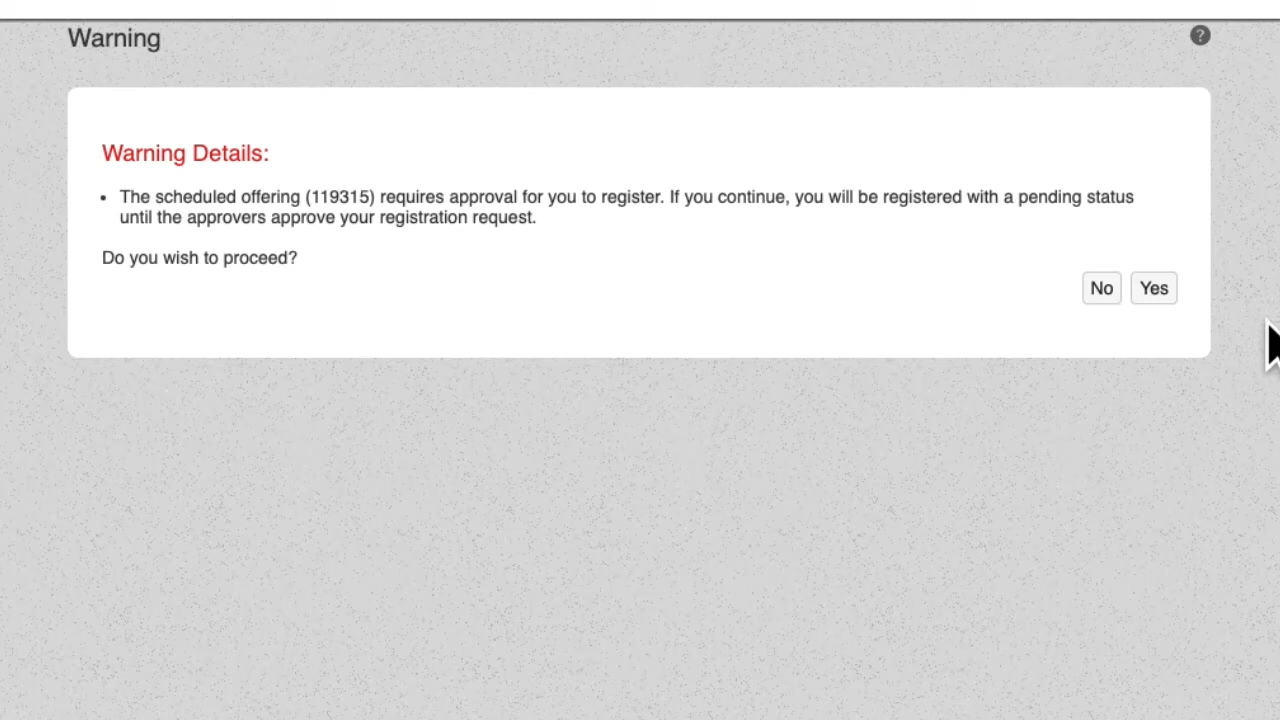 Warning
?
Warning Details:
• The scheduled offering (119315) requires approval for you to register. If you continue, you will be registered with a pending status
until the approvers approve your registration request.
Do you wish to proceed?
No Yes